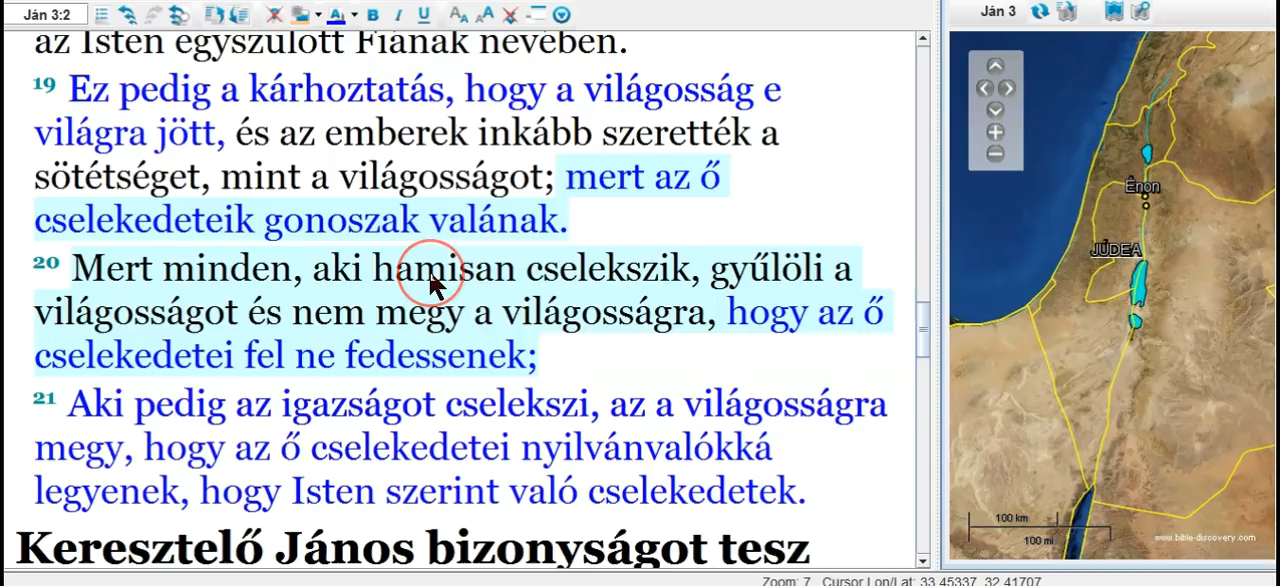 Ján 3:2
az Isten egyszülött Fiának nevében.
19 Ez pedig a kárhoztatás, hogy a világosság e
világra jött, és az emberek inkább szerették a
sötétséget, mint a világosságot; mert az ő
cselekedeteik gonoszak valának.
20 Mert minden, aki hamisan cselekszik, gyűlöli a
világosságot és nem megy a világosságra, hogy az ő
cselekedetei fel ne fedessenek;
21 Aki pedig az igazságot cselekszi, az a világosságra
megy, hogy az ő cselekedetei nyilvánvalókká
legyenek, hogy Isten szerint való cselekedetek.
Keresztelő János bizonyságot tesz
Ján 3
Énon
JÚDEA
100 km
100 mi
www.bible-discovery.com
Zoom: 7 Cursor Lon/Lat: 33.45337 32.41707